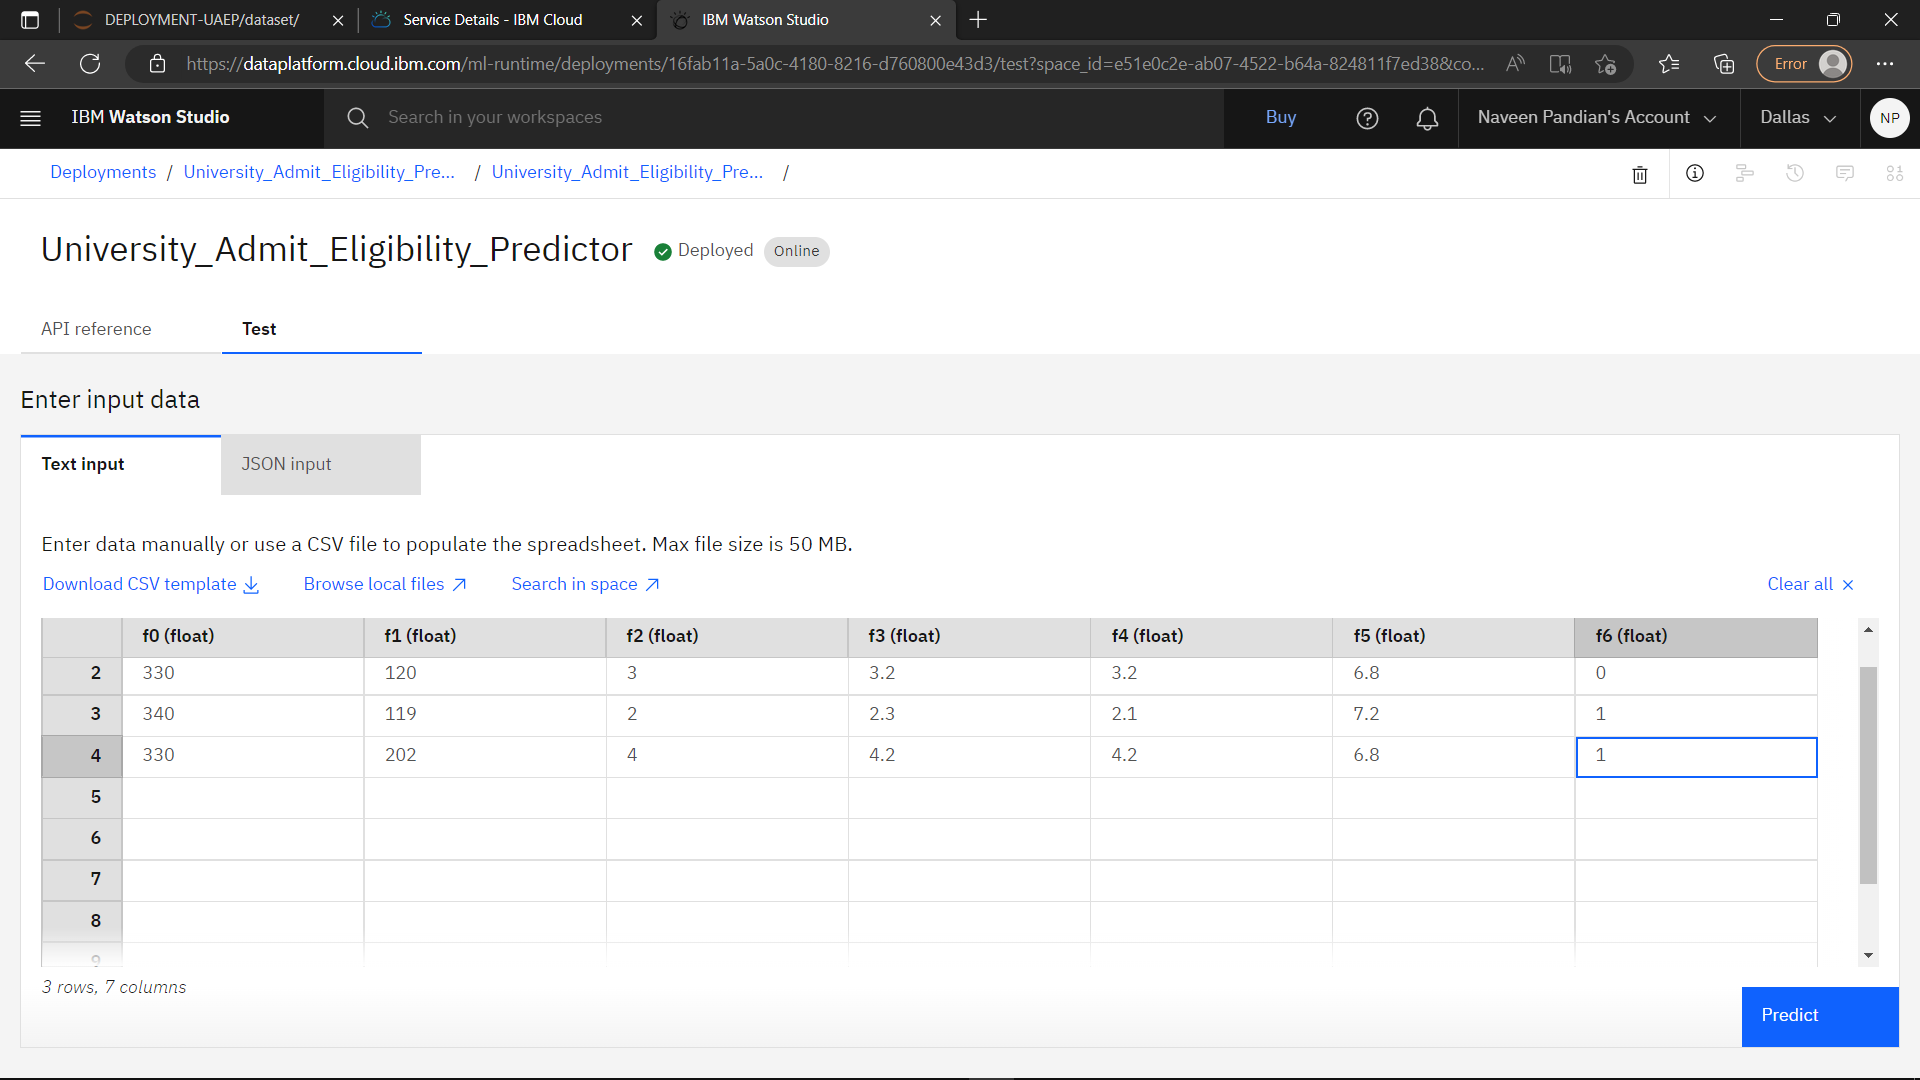 DEPLOYMENT-UAEP/dataset/
Service Details - IBM Cloud
IBM Watson Studio
https://dataplatform.cloud.ibm.com/ml-runtime/deployments/16fab11a-5a0c-4180-8216-d760800e43d3/test?space_id=e51e0c2e-ab07-4522-b64a-824811f7ed38&co...
Error
IBM Watson Studio
Search in your workspaces
Buy
Naveen Pandian's Account
Dallas
NP
Deployments / University_Admit_Eligibility_Pre... / University_Admit_Eligibility_Pre... /
University_Admit_Eligibility_Predictor
Deployed
Online
API reference
Test
Enter input data
Text input
JSON input
Enter data manually or use a CSV file to populate the spreadsheet. Max file size is 50 MB.
Download CSV template
Browse local files
Search in space
Clear all
f0 (float) f1 (float) f2 (float) f3 (float) f4 (float) f5 (float) f6 (float)
2 330 120 3 3.2 3.2 6.8 0
3 340 119 2 2.3 2.1 7.2 1
4 330 202 4 4.2 4.2 6.8 1
5
6
7
8
9
3 rows, 7 columns
Predict